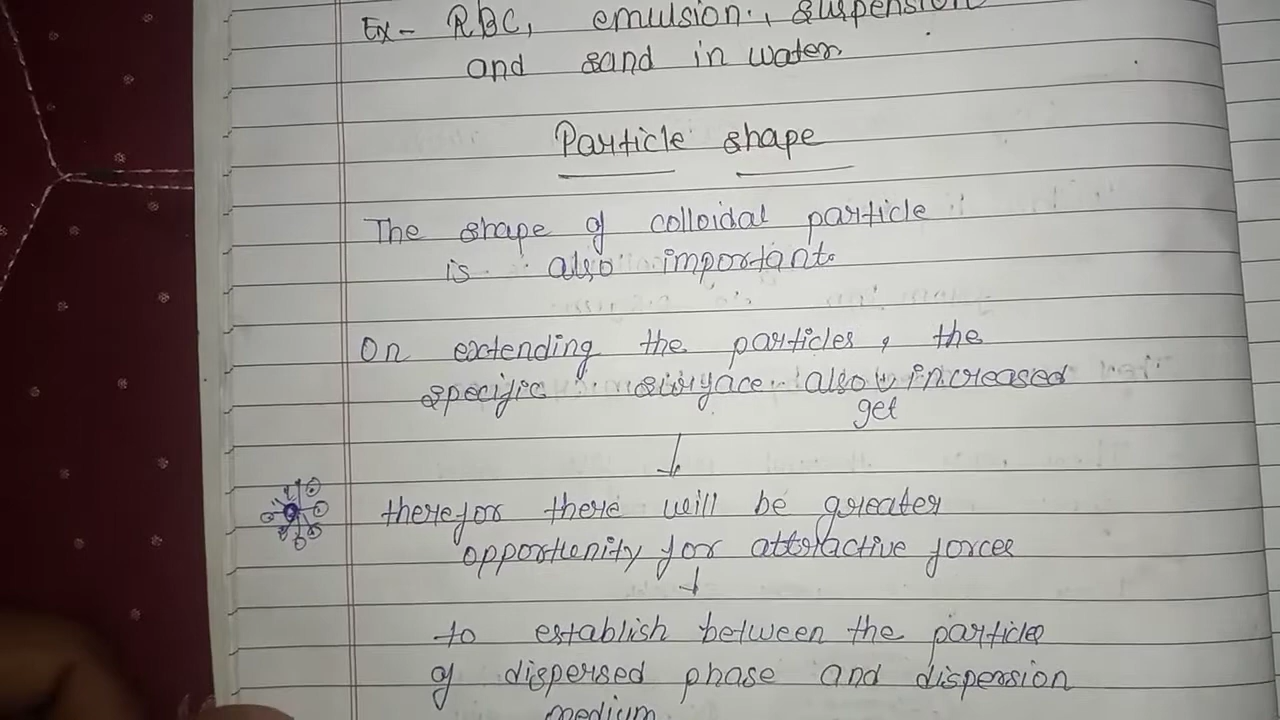 Ex - RBC, emulsion., suspension
and sand in water
Particle shape
The shape of colloidal particle
is also important.
On extending the particles, the
specific surface also increased
get
therefor there will be greater
opportunity for attractive forces
to establish between the particle
of dispersed phase and dispersion
medium